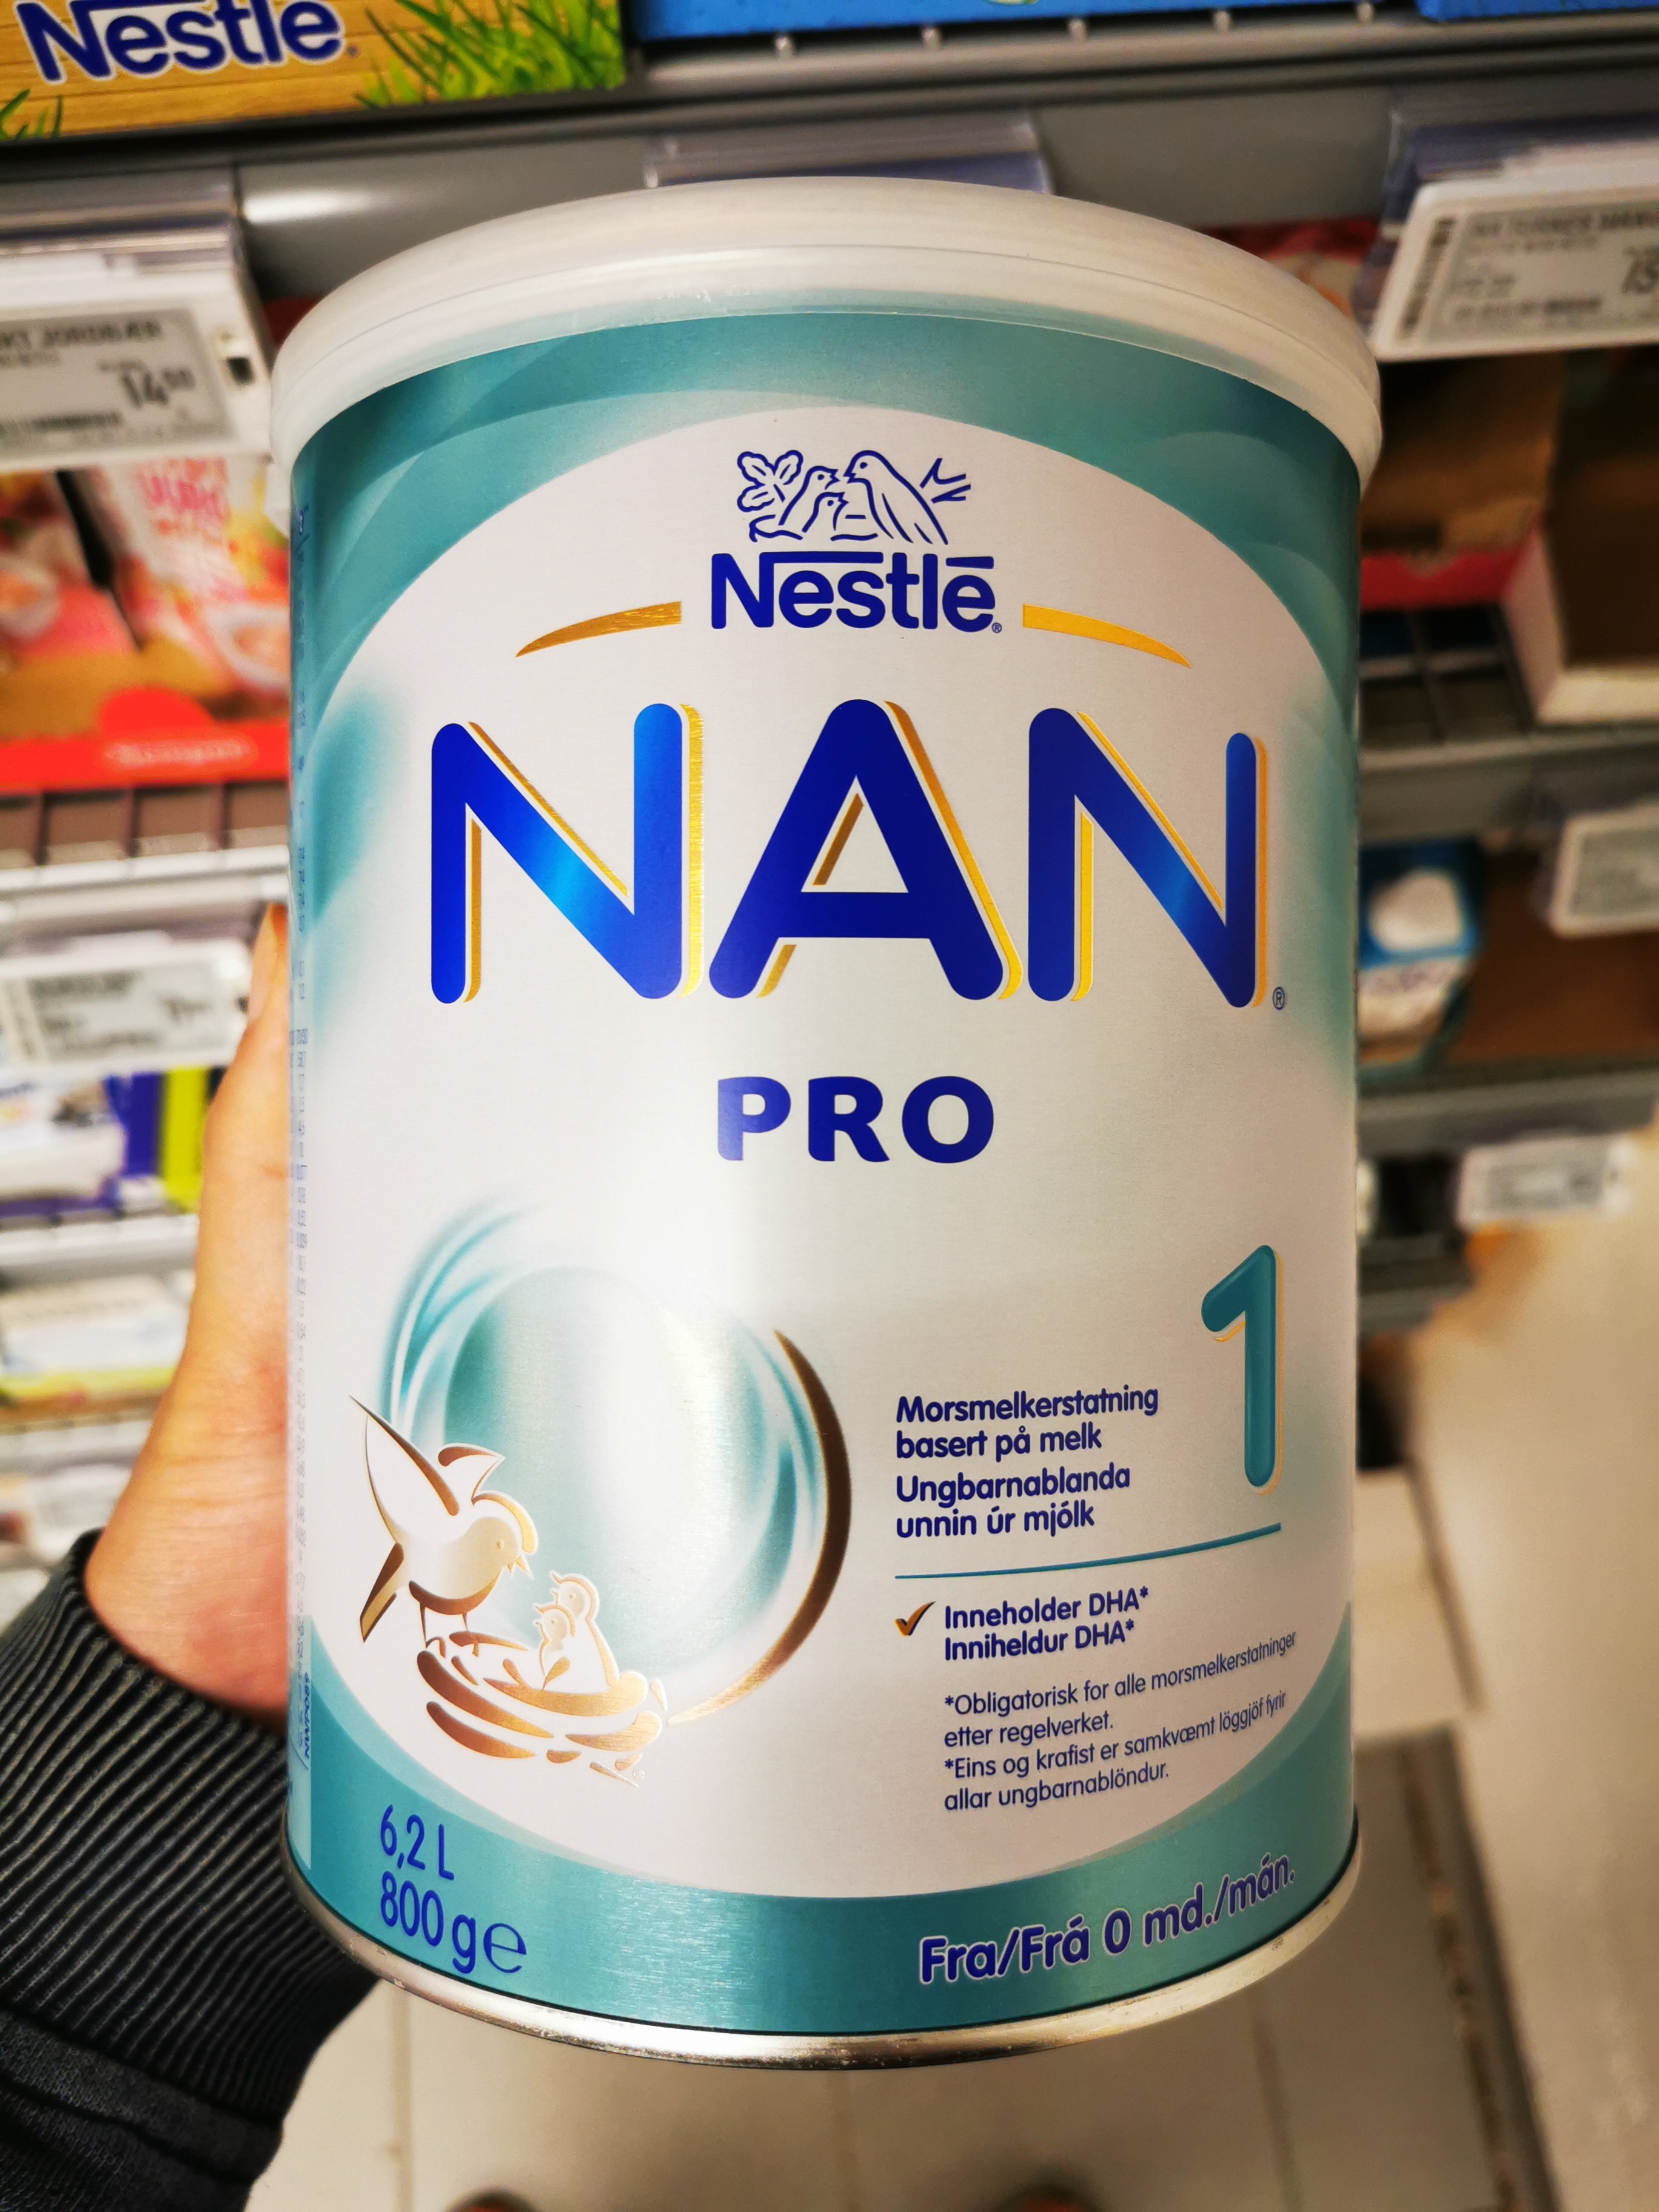 Nestlé
14
Nestlé®
NAN®
PRO
1
Morsmelkerstatning
basert på melk
Ungbarnablanda
unnin úr mjólk
Inneholder DHA*
Inniheldur DHA*
*Obligatorisk for alle morsmelkerstatninger
etter regelverket.
*Eins og krafist er samkvæmt löggjöf fyrir
allar ungbarnablöndur.
6,2 L
800 g e
Fra/Frá 0 md./mán.